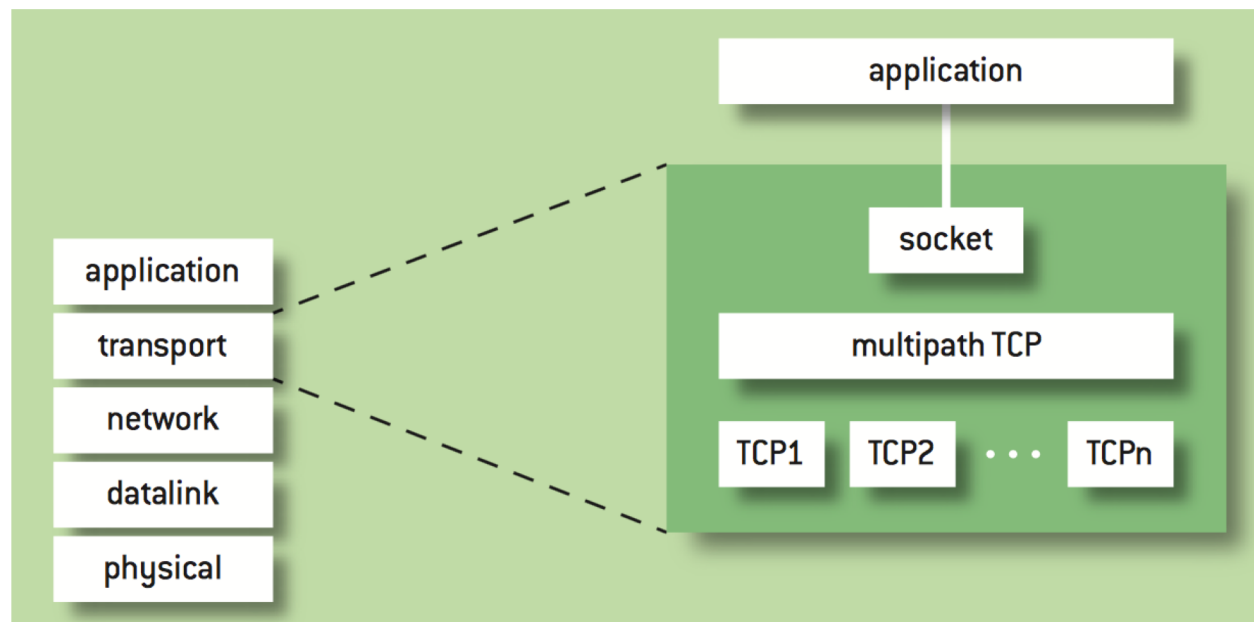 application
transport
network
datalink
physical
application
socket
multipath TCP
TCP1 TCP2 ... TCPn